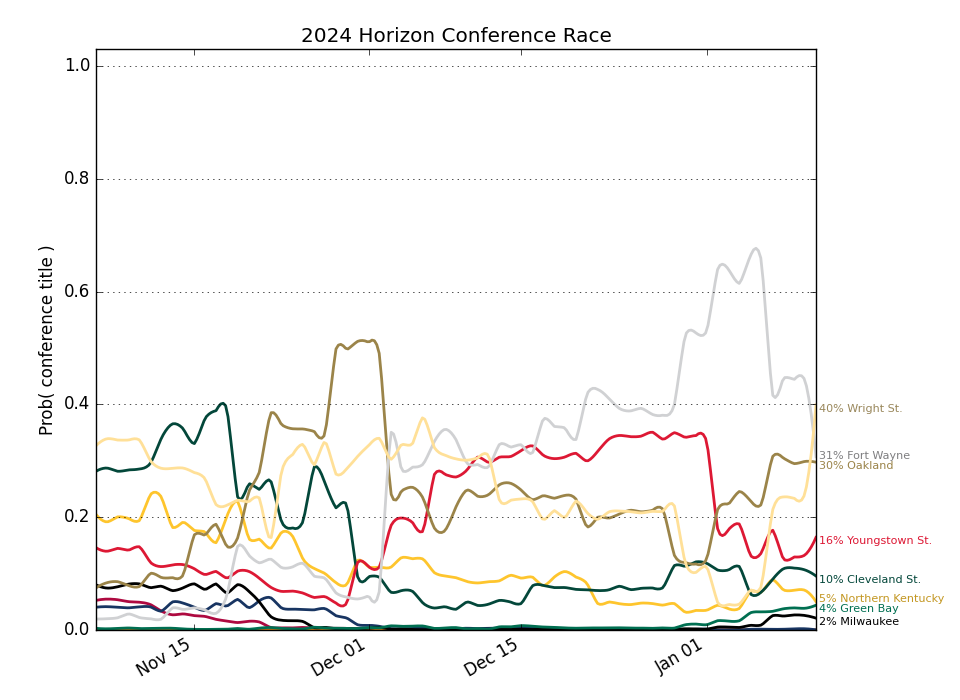 2024 Horizon Conference Race
Prob( conference title )
1.0
0.8
0.6
0.4
0.2
0.0
Nov 15
Dec 01
Dec 15
Jan 01
40% Wright St.
31% Fort Wayne
30% Oakland
16% Youngstown St.
10% Cleveland St.
5% Northern Kentucky
4% Green Bay
2% Milwaukee